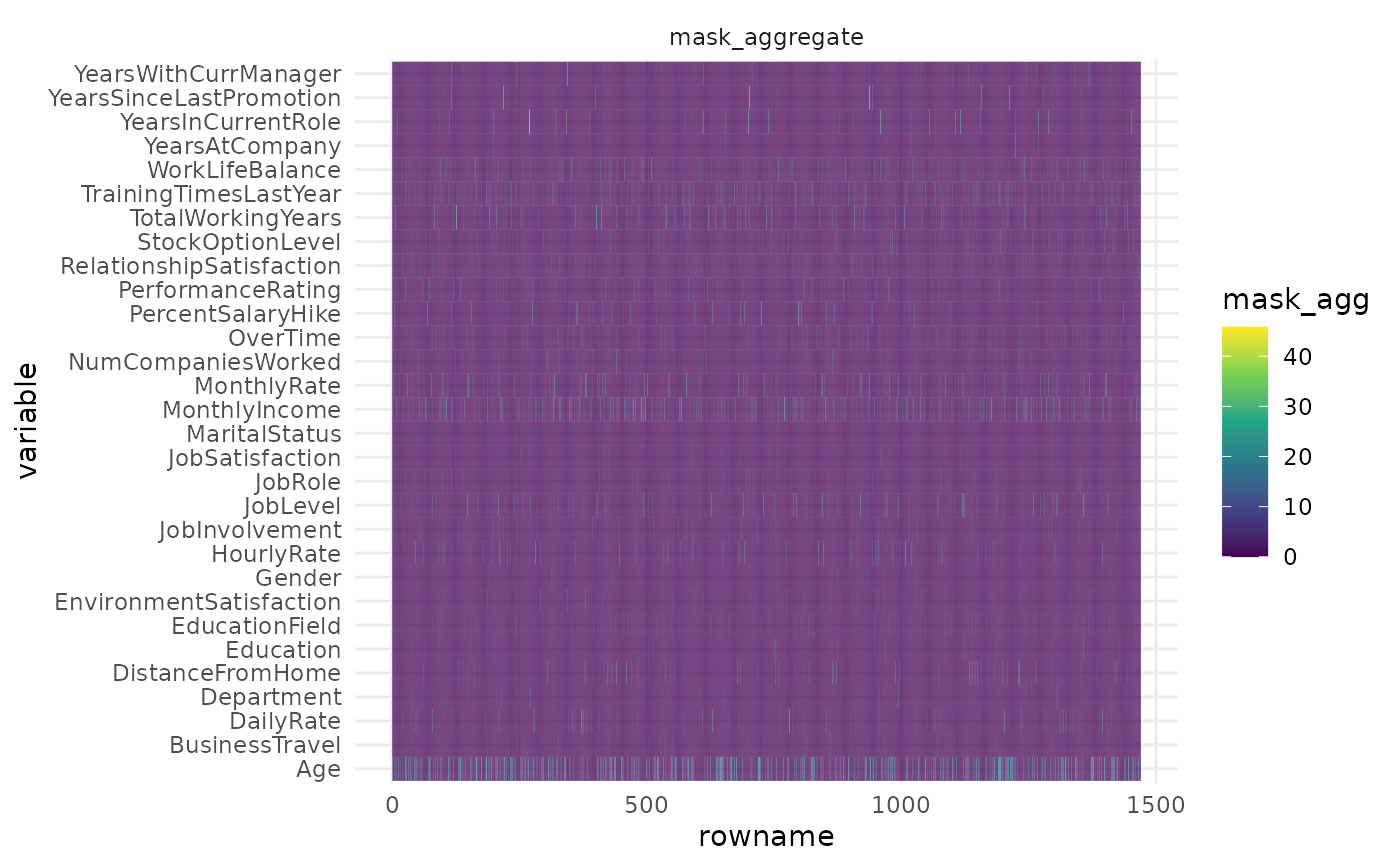 mask_aggregate
YearsWithCurrManager
YearsSinceLastPromotion
YearsInCurrentRole
YearsAtCompany
WorkLifeBalance
TrainingTimesLastYear
TotalWorkingYears
StockOptionLevel
RelationshipSatisfaction
PerformanceRating
PercentSalaryHike
OverTime
NumCompaniesWorked
MonthlyRate
MonthlyIncome
MaritalStatus
JobSatisfaction
JobRole
JobLevel
JobInvolvement
HourlyRate
Gender
EnvironmentSatisfaction
EducationField
Education
DistanceFromHome
Department
DailyRate
BusinessTravel
Age
variable
0 500 1000 1500
rowname
mask_agg
40
30
20
10
0